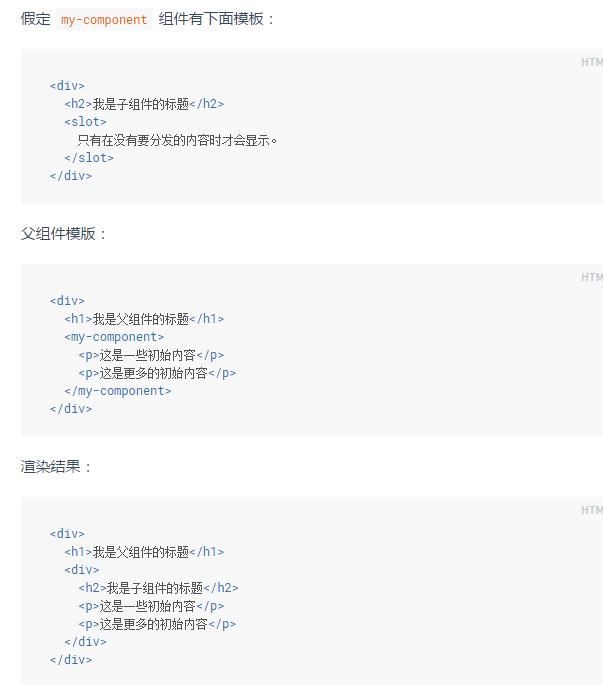 假定 my-component 组件有下面模板：
HTM
<div>
  <h2>我是子组件的标题</h2>
  <slot>
    只有在没有要分发的内容时才会显示。
  </slot>
</div>
父组件模版：
HTM
<div>
  <h1>我是父组件的标题</h1>
  <my-component>
    <p>这是一些初始内容</p>
    <p>这是更多的初始内容</p>
  </my-component>
</div>
渲染结果：
HTM
<div>
  <h1>我是父组件的标题</h1>
  <div>
    <h2>我是子组件的标题</h2>
    <p>这是一些初始内容</p>
    <p>这是更多的初始内容</p>
  </div>
</div>